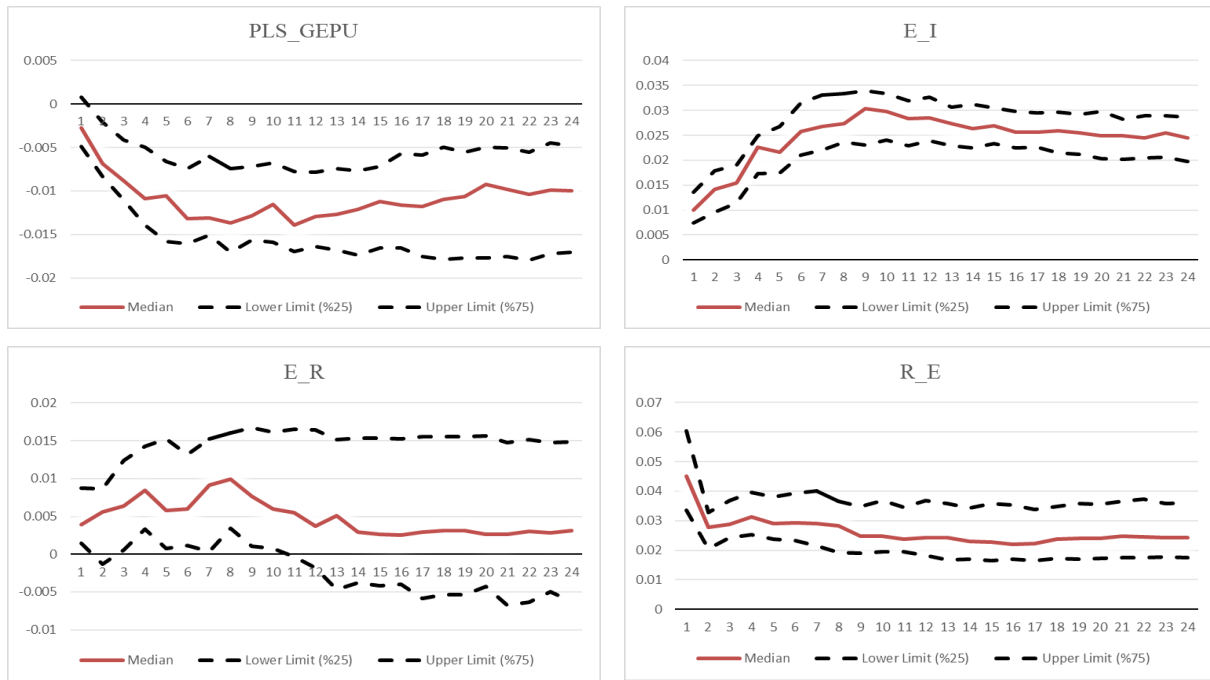 PLS_GEPU
0.005
0
-0.005
-0.01
-0.015
-0.02
1 2 3 4 5 6 7 8 9 10 11 12 13 14 15 16 17 18 19 20 21 22 23 24
Median Lower Limit (%25) Upper Limit (%75)
E_I
0.04
0.035
0.03
0.025
0.02
0.015
0.01
0.005
0
1 2 3 4 5 6 7 8 9 10 11 12 13 14 15 16 17 18 19 20 21 22 23 24
Median Lower Limit (%25) Upper Limit (%75)
E_R
0.02
0.015
0.01
0.005
0
-0.005
-0.01
1 2 3 4 5 6 7 8 9 10 11 12 13 14 15 16 17 18 19 20 21 22 23 24
Median Lower Limit (%25) Upper Limit (%75)
R_E
0.07
0.06
0.05
0.04
0.03
0.02
0.01
0
1 2 3 4 5 6 7 8 9 10 11 12 13 14 15 16 17 18 19 20 21 22 23 24
Median Lower Limit (%25) Upper Limit (%75)